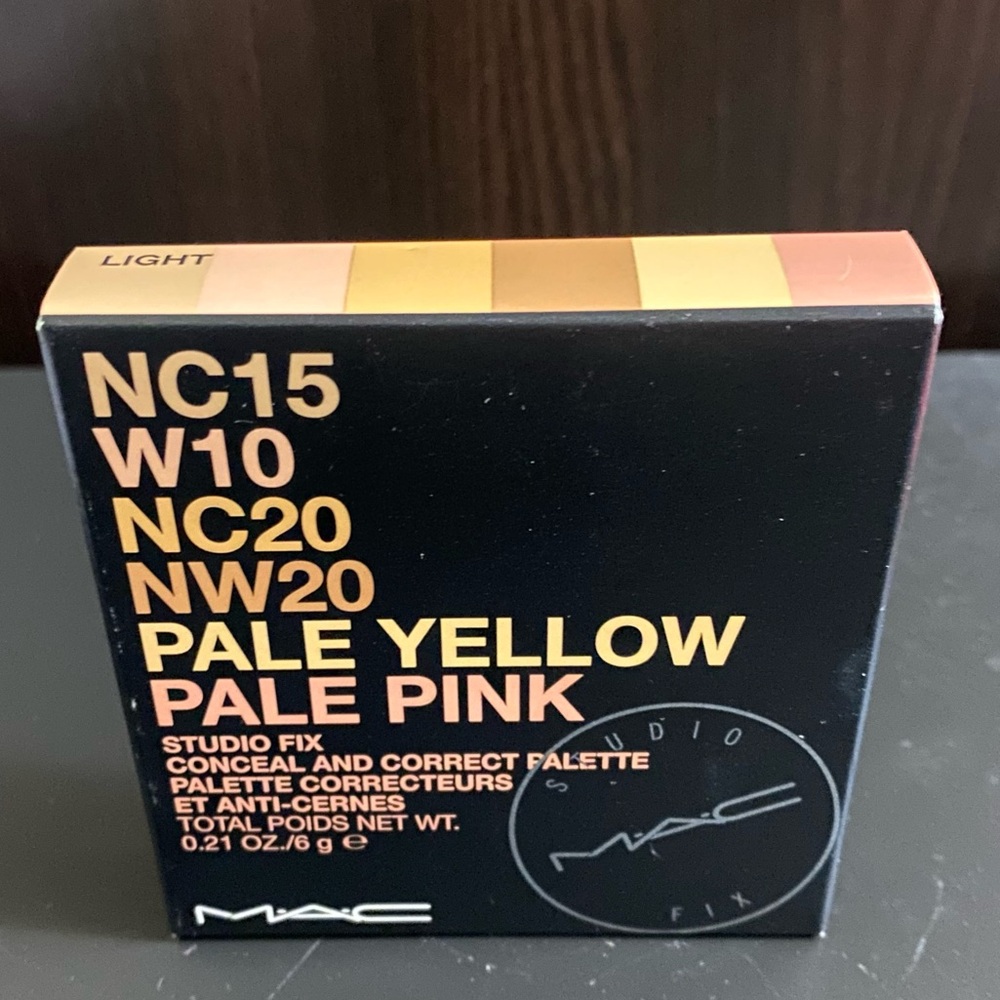 LIGHT
NC15
W10
NC20
NW20
PALE YELLOW
PALE PINK
STUDIO FIX
CONCEAL AND CORRECT PALETTE
PALETTE CORRECTEURS
ET ANTI-CERNES
TOTAL POIDS NET WT.
0.21 OZ./6 g ℮
STUDIO
M·A·C
FIX
M·A·C